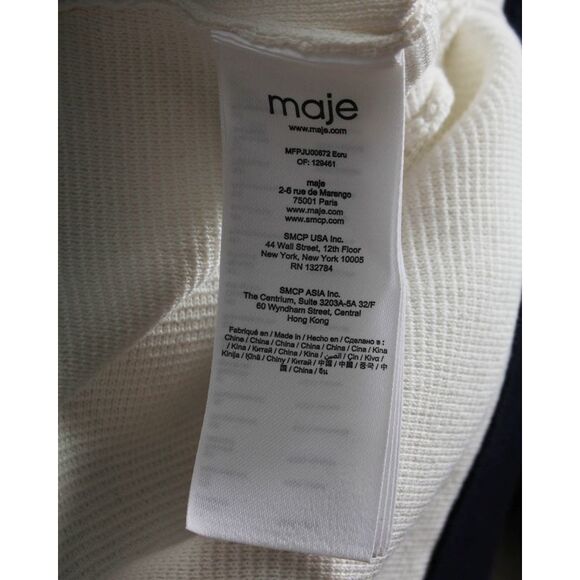 maje
www.maje.com
MFPJU00672 Ecru
OF: 129461
maje
2-6 rue de Marengo
75001 Paris
www.maje.com
www.smcp.com
SMCP USA Inc.
44 Wall Street, 12th Floor
New York, New York 10005
RN 132784
SMCP ASIA Inc.
The Centrium, Suite 3203A-5A 32/F
60 Wyndham Street, Central
Hong Kong
Fabriqué en / Made in / Hecho en / Сделано в :
China / China / China / China / Cina / Kina
/ Kina / Китай / China / Kina / الصين / Çin / Κίνα /
Kinija / Ķīnā / Chiny / Китай / 中国 / 中國 / 중국 / 中
国 / China / จีน